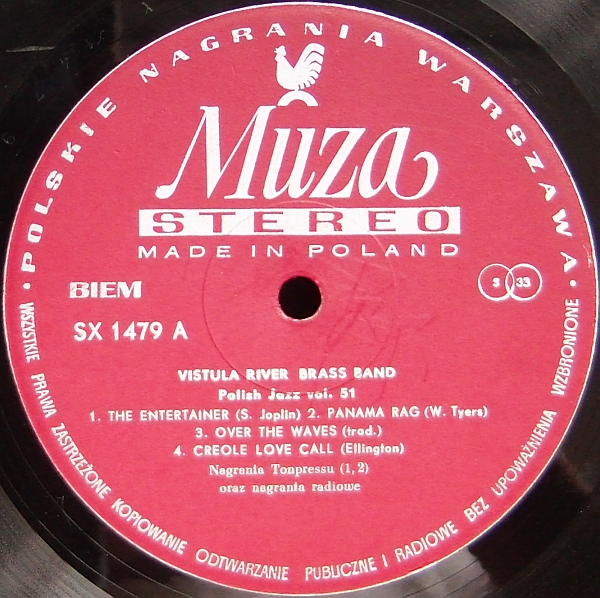 • POLSKIE NAGRANIA WARSZAWA •
Muza
STEREO
MADE IN POLAND
BIEM
S 33
SX 1479 A
VISTULA RIVER BRASS BAND
Polish Jazz vol. 51
1. THE ENTERTAINER (S. Joplin) 2. PANAMA RAG (W. Tyers)
3. OVER THE WAVES (trad.)
4. CREOLE LOVE CALL (Ellington)
Nagrania Tonpressu (1, 2)
oraz nagrania radiowe
WSZYSTKIE PRAWA ZASTRZEŻONE KOPIOWANIE ODTWARZANIE PUBLICZNE I RADIOWE BEZ UPOWAŻNIENIA WZBRONIONE